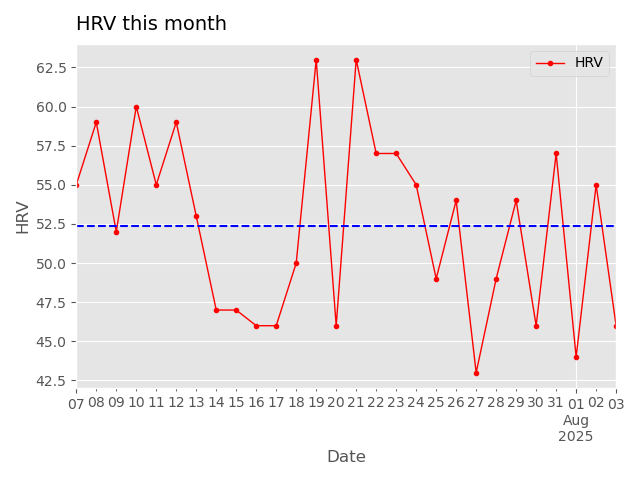 HRV this month
HRV
62.5
60.0
57.5
55.0
52.5
50.0
47.5
45.0
42.5
HRV
07 08 09 10 11 12 13 14 15 16 17 18 19 20 21 22 23 24 25 26 27 28 29 30 31 01 02 03
Aug
2025
Date